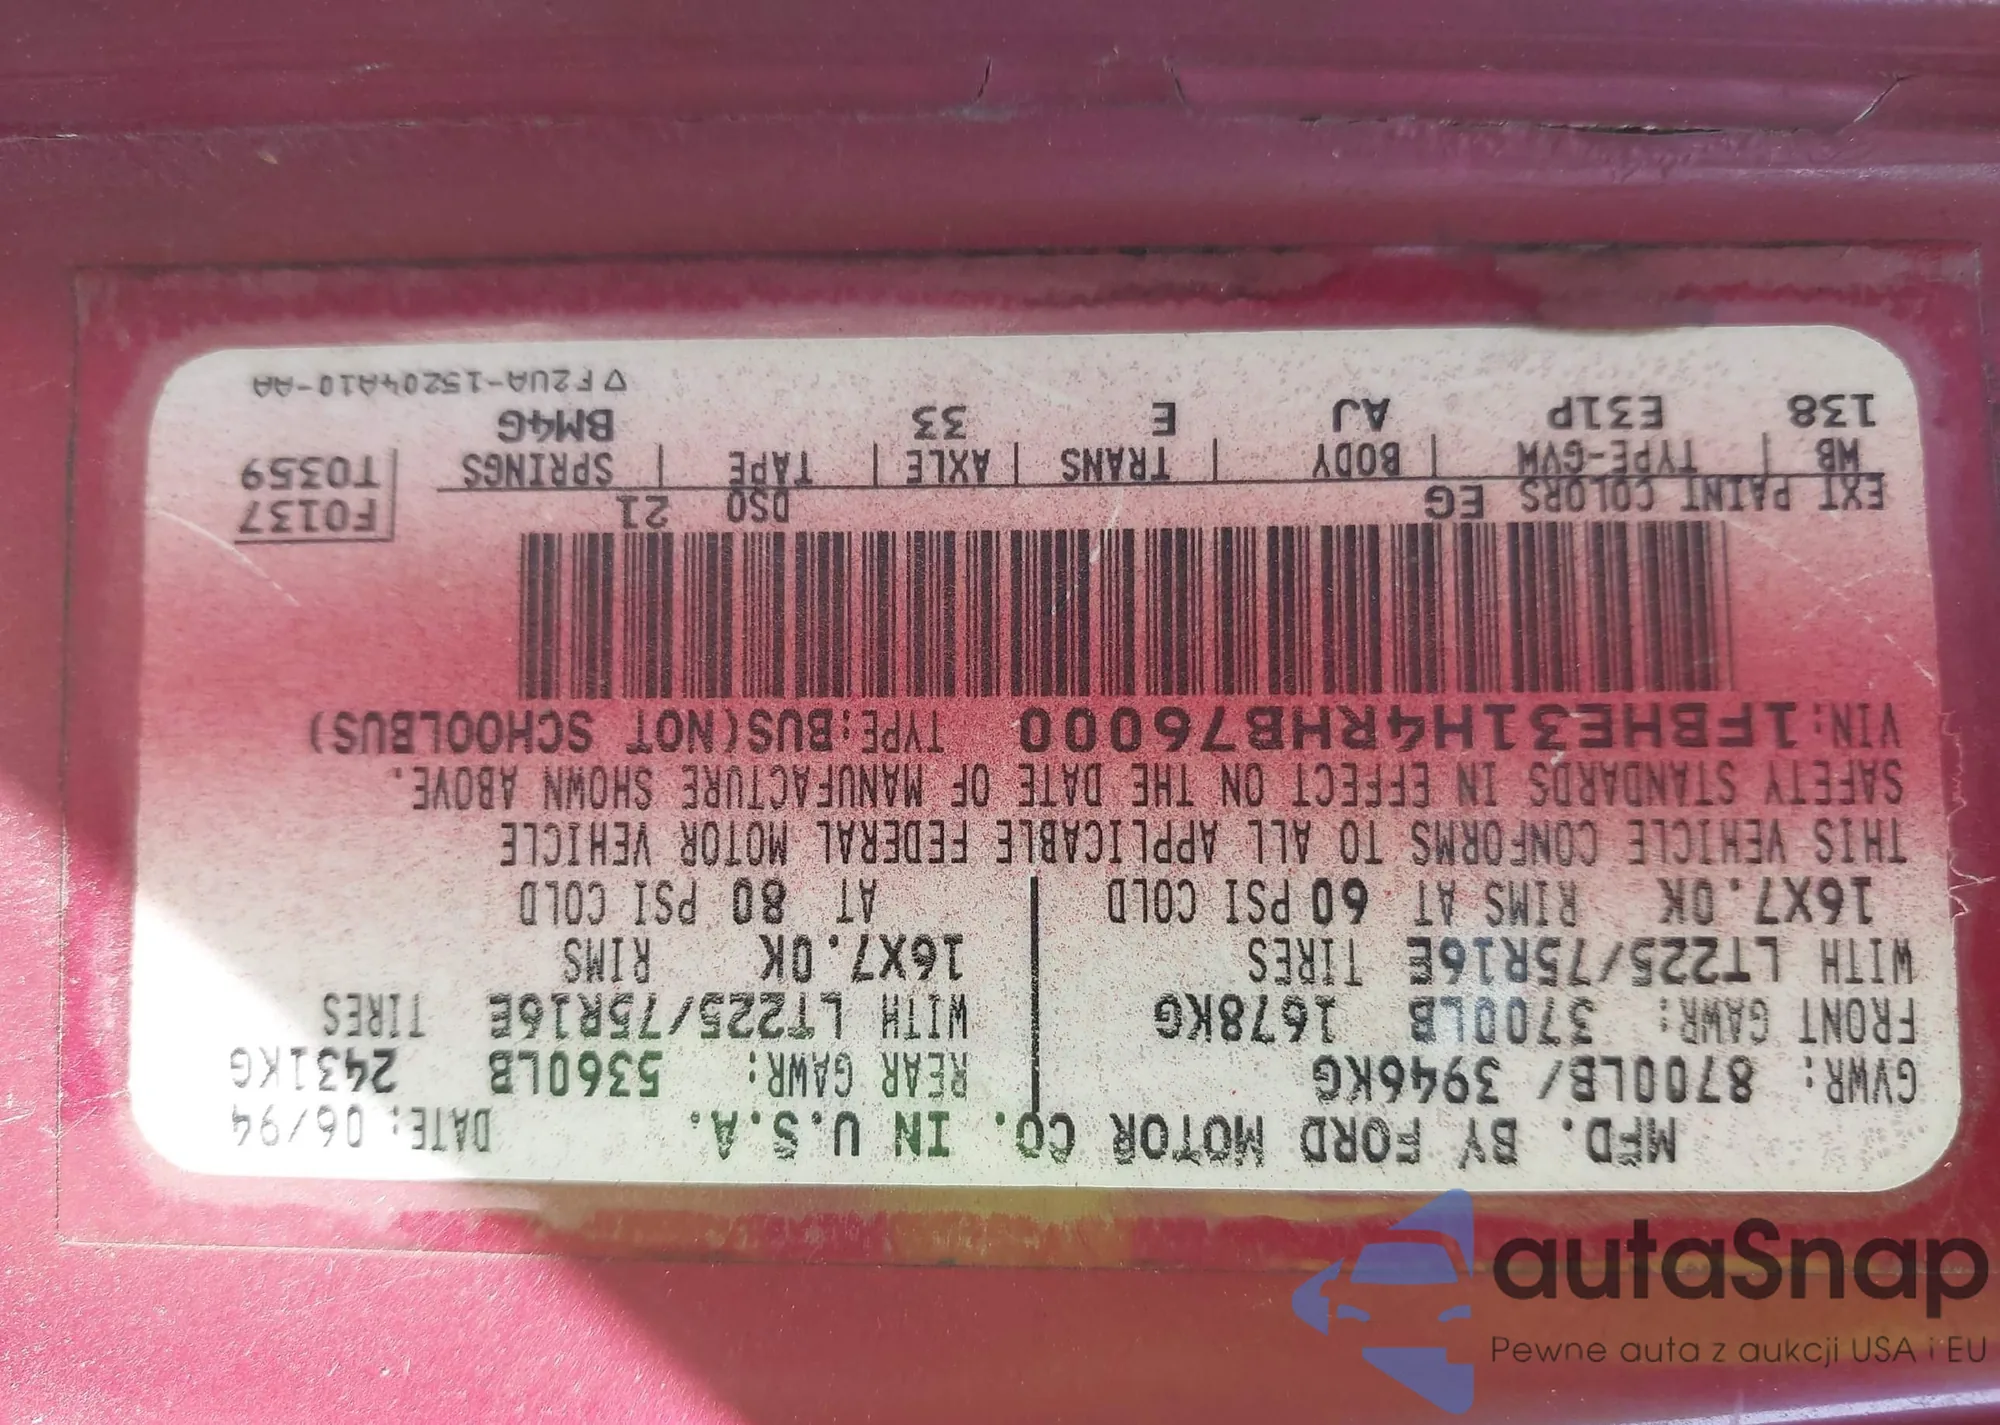 MFD. BY FORD MOTOR CO. IN U.S.A. DATE: 06/94
GVWR: 8700LB/ 3946KG
FRONT GAWR: 3700LB 1678KG
WITH LT225/75R16E TIRES
16X7.0K RIMS AT 60 PSI COLD
REAR GAWR: 5360LB 2431KG
WITH LT225/75R16E TIRES
16X7.0K RIMS
AT 80 PSI COLD
THIS VEHICLE CONFORMS TO ALL APPLICABLE FEDERAL MOTOR VEHICLE
SAFETY STANDARDS IN EFFECT ON THE DATE OF MANUFACTURE SHOWN ABOVE.
VIN: 1FBHE31H4RHB76000 TYPE: BUS(NOT SCHOOLBUS)
EXT PAINT COLORS EG DSO 21 F0137
WB | TYPE-GVW | BODY | TRANS | AXLE | TAPE | SPRINGS T0359
138 E31P AJ E 33 BM4G
▽F2UA-15204A10-AA
autaSnap
Pewne auta z aukcji USA i EU